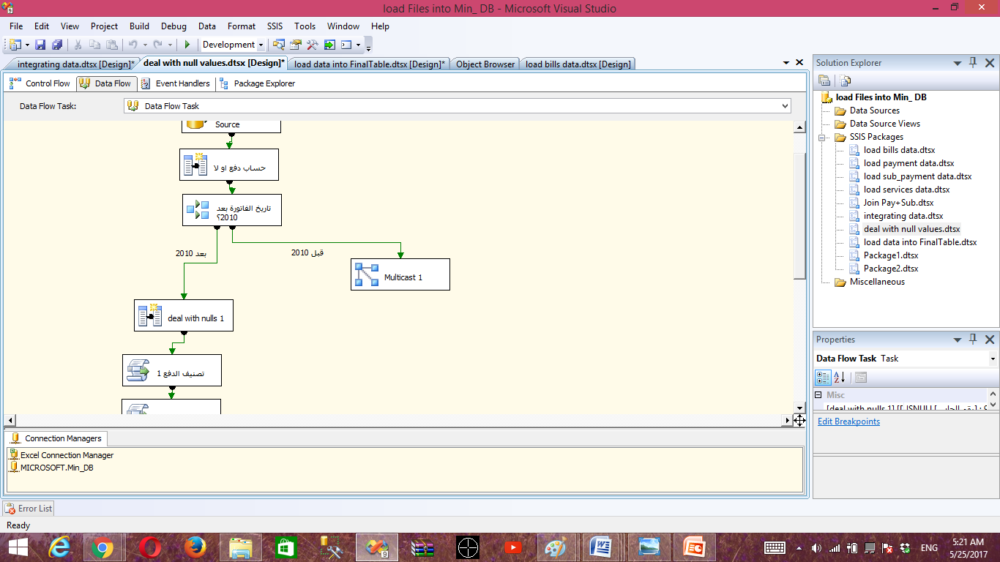 load Files into Min_ DB - Microsoft Visual Studio
File Edit View Project Build Debug Data Format SSIS Tools Window Help
Development
integrating data.dtsx [Design]* deal with null values.dtsx [Design]* load data into FinalTable.dtsx [Design]* Object Browser load bills data.dtsx [Design]
Control Flow Data Flow Event Handlers Package Explorer
Data Flow Task: Data Flow Task
Source
حساب دفع او لا
تاريخ الفاتورة بعد
2010؟
بعد 2010
قبل 2010
Multicast 1
deal with nulls 1
تصنيف الدفع 1
Connection Managers
Excel Connection Manager
MICROSOFT.Min_DB
Error List
Ready
Solution Explorer
load Files into Min_ DB
Data Sources
Data Source Views
SSIS Packages
load bills data.dtsx
load payment data.dtsx
load sub_payment data.dtsx
load services data.dtsx
Join Pay+Sub.dtsx
integrating data.dtsx
deal with null values.dtsx
load data into FinalTable.dtsx
Package1.dtsx
Package2.dtsx
Miscellaneous
Properties
Data Flow Task Task
Misc
[deal with nulls 1].[[ ISNULL[
Edit Breakpoints
ENG
5:21 AM
5/25/2017